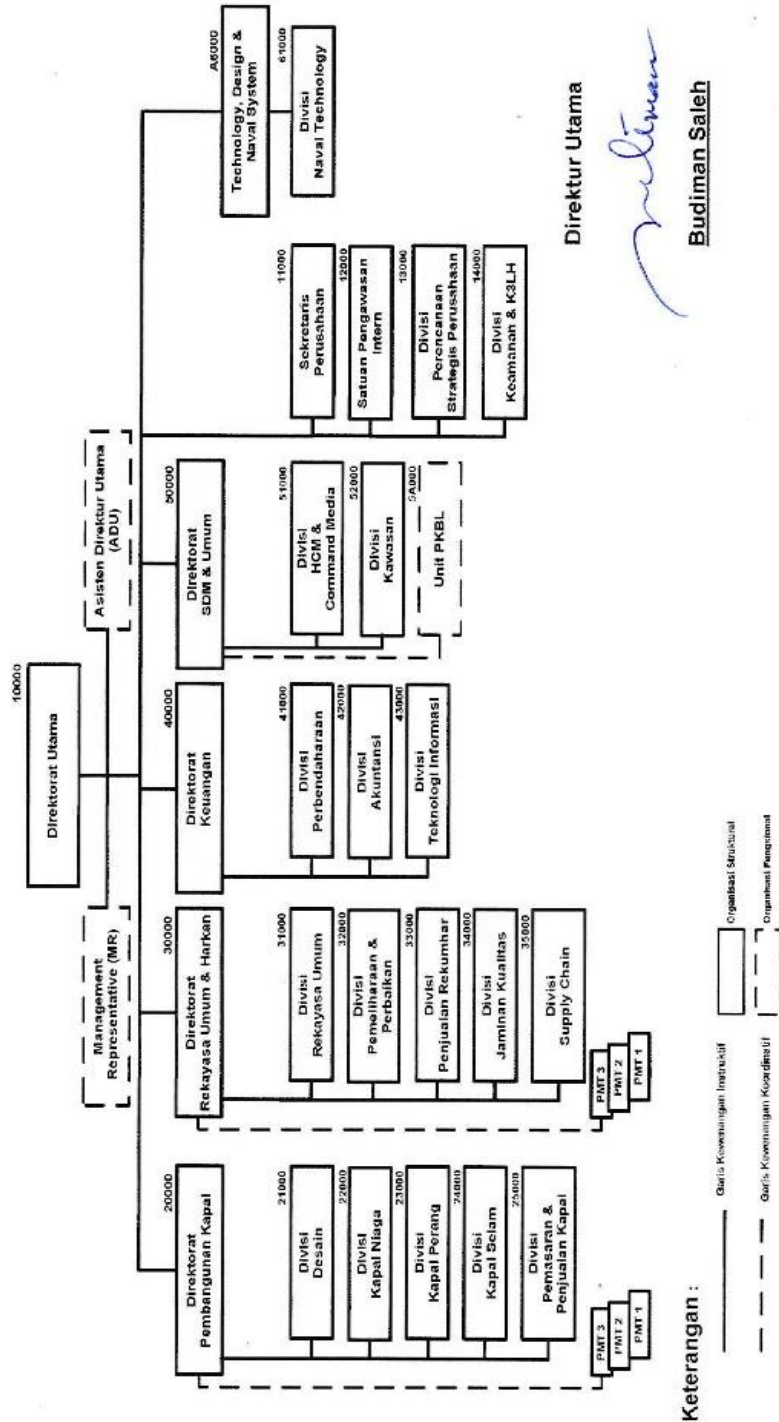 10000
Direktorat Utama
Management
Representative (MR)
Asisten Direktur Utama
(ADU)
20000
Direktorat
Pembangunan Kapal
21000
Divisi
Desain
22000
Divisi
Kapal Niaga
23000
Divisi
Kapal Perang
24000
Divisi
Kapal Selam
25000
Divisi
Pemasaran &
Penjualan Kapal
PMT 3
PMT 2
PMT 1
30000
Direktorat
Rekayasa Umum & Harkan
31000
Divisi
Rekayasa Umum
32000
Divisi
Pemeliharaan &
Perbaikan
33000
Divisi
Penjualan Rekumhar
34000
Divisi
Jaminan Kualitas
35000
Divisi
Supply Chain
PMT 3
PMT 2
PMT 1
40000
Direktorat
Keuangan
41000
Divisi
Perbendaharaan
42000
Divisi
Akuntansi
43000
Divisi
Teknologi Informasi
50000
Direktorat
SDM & Umum
51000
Divisi
HCM &
Command Media
52000
Divisi
Kawasan
5A000
Unit PKBL
11000
Sekretaris
Perusahaan
12000
Satuan Pengawasan
Intern
13000
Divisi
Perencanaan
Strategis Perusahaan
14000
Divisi
Keamanan & K3LH
A6000
Technology, Design &
Naval System
61000
Divisi
Naval Technology
Keterangan :
Garis Kewenangan Instruktif
Garis Kewenangan Koordinatif
Organisasi Struktural
Organisasi Fungsional
Direktur Utama
Budiman Saleh